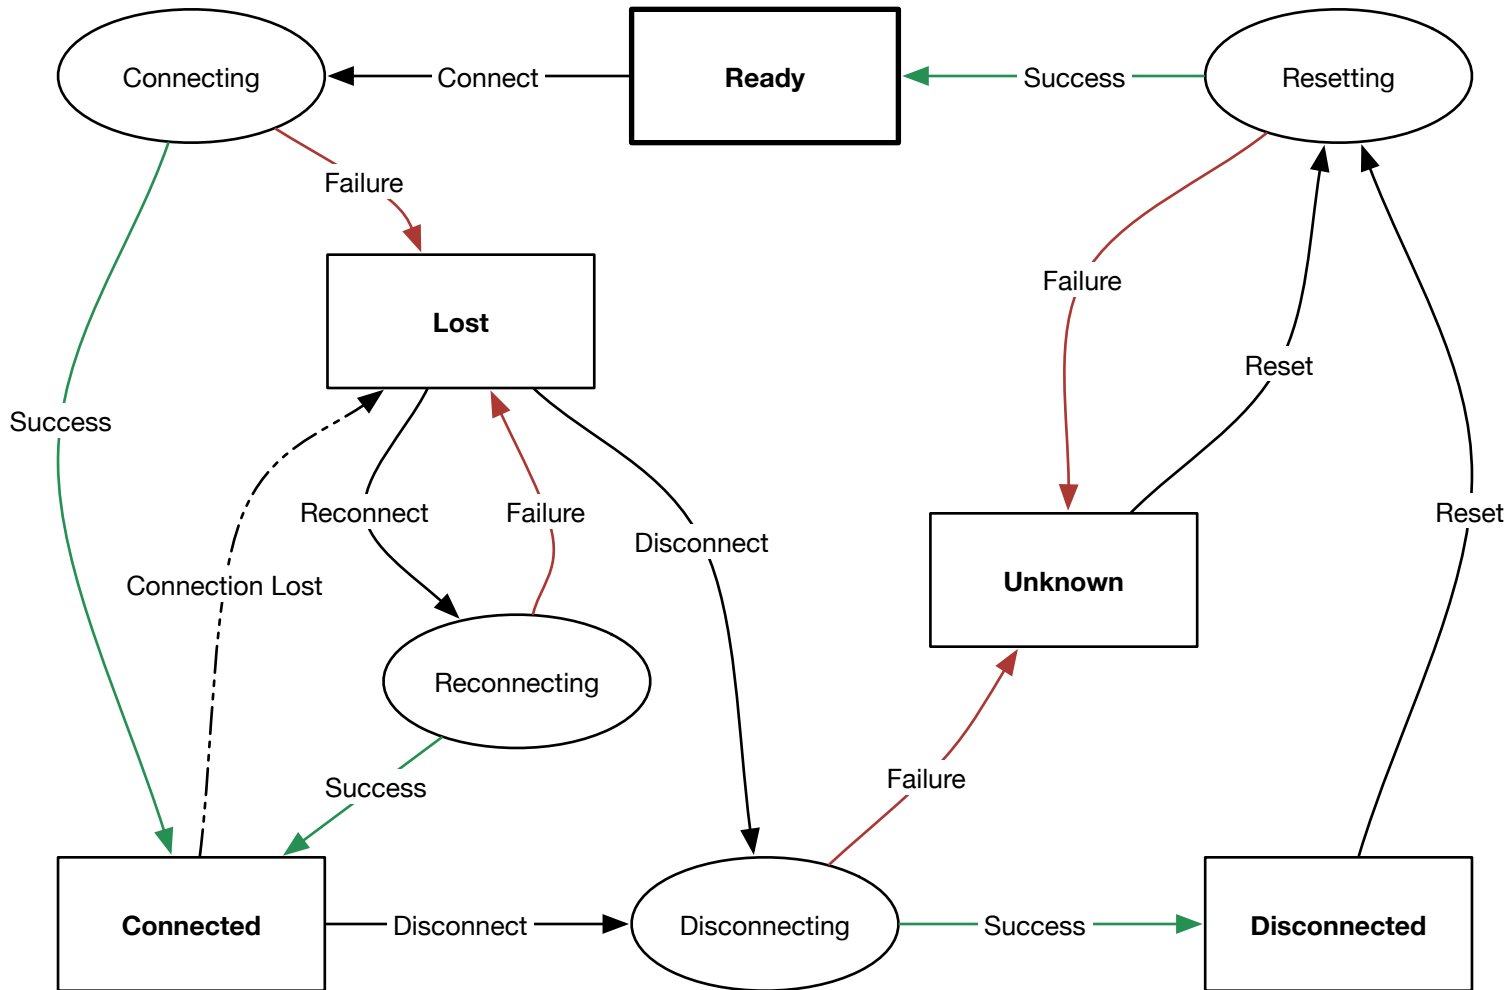 Connecting
Connect
Ready
Success
Resetting
Failure
Failure
Lost
Reset
Success
Reconnect
Failure
Disconnect
Reset
Connection Lost
Unknown
Reconnecting
Success
Failure
Connected
Disconnect
Disconnecting
Success
Disconnected